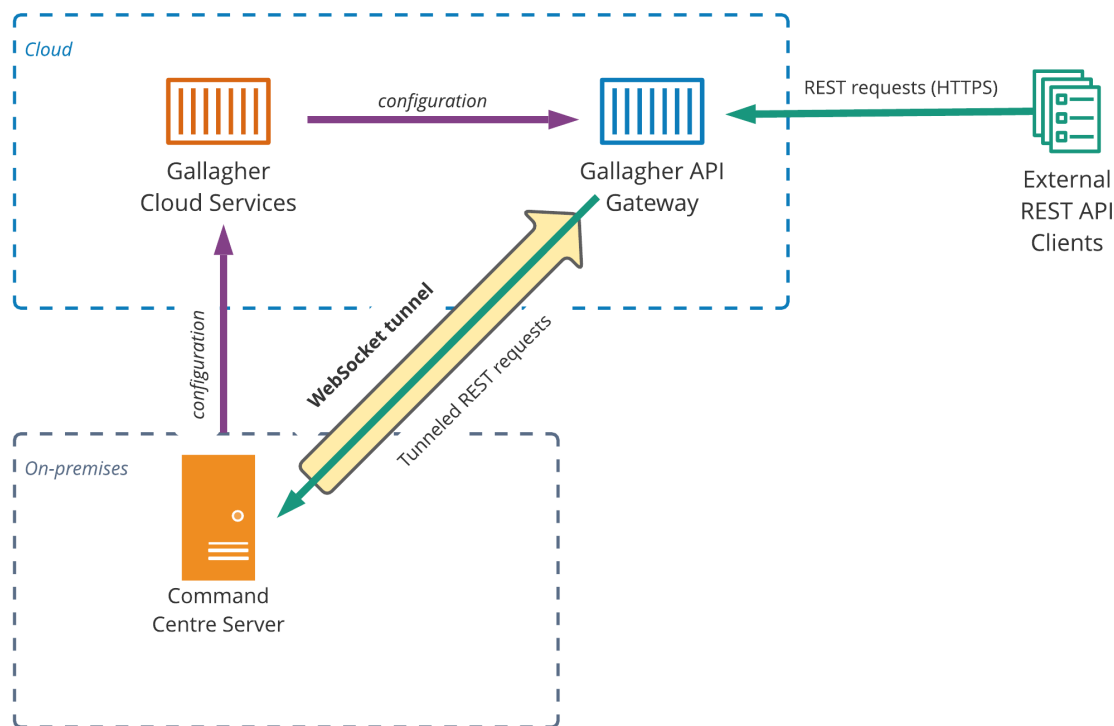 Cloud
configuration
REST requests (HTTPS)
Gallagher
Cloud Services
Gallagher API
Gateway
External
REST API
Clients
configuration
WebSocket tunnel
Tunneled REST requests
On-premises
Command
Centre Server